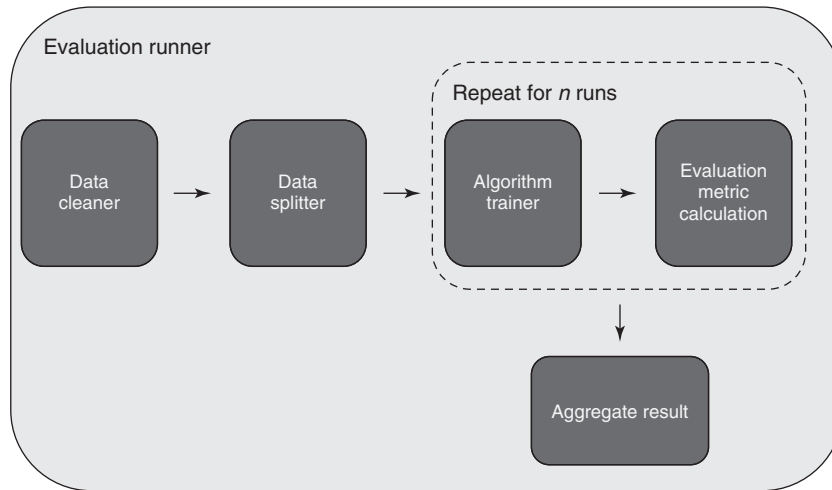 Evaluation runner
Repeat for n runs
Data
cleaner
Data
splitter
Algorithm
trainer
Evaluation
metric
calculation
Aggregate result